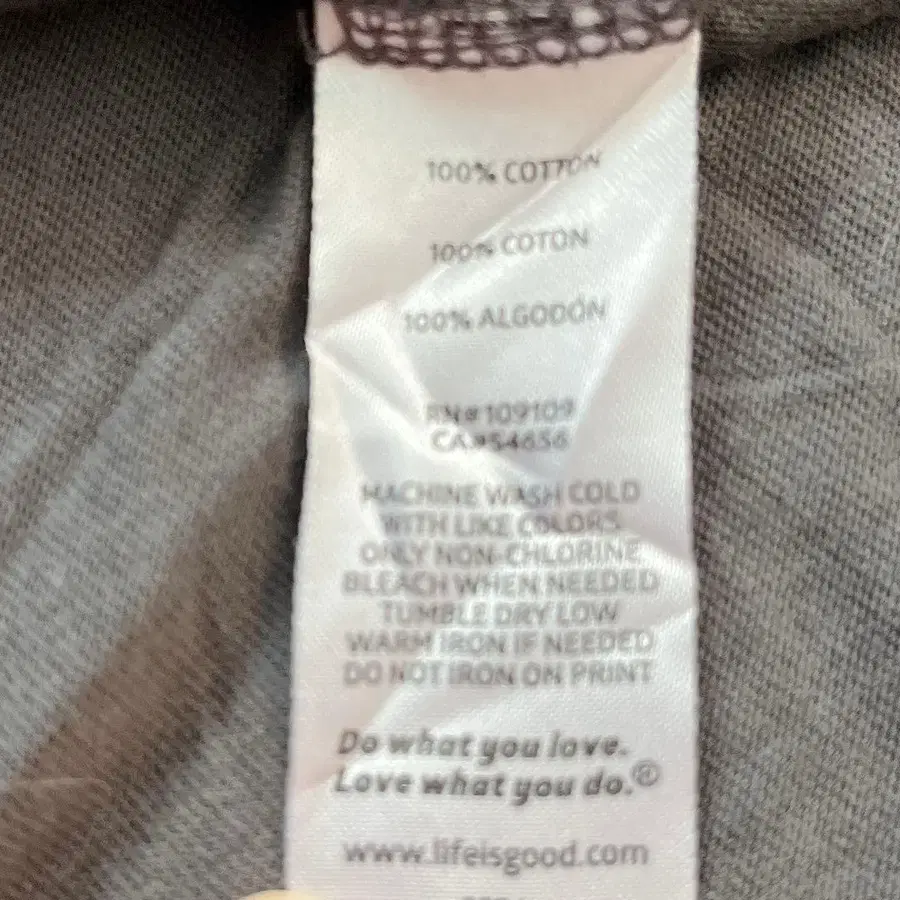 100% COTTON
100% COTON
100% ALGODÓN
RN#109109
CA#54656
MACHINE WASH COLD
WITH LIKE COLORS
ONLY NON-CHLORINE
BLEACH WHEN NEEDED
TUMBLE DRY LOW
WARM IRON IF NEEDED
DO NOT IRON ON PRINT
Do what you love.
Love what you do.®
www.lifeisgood.com